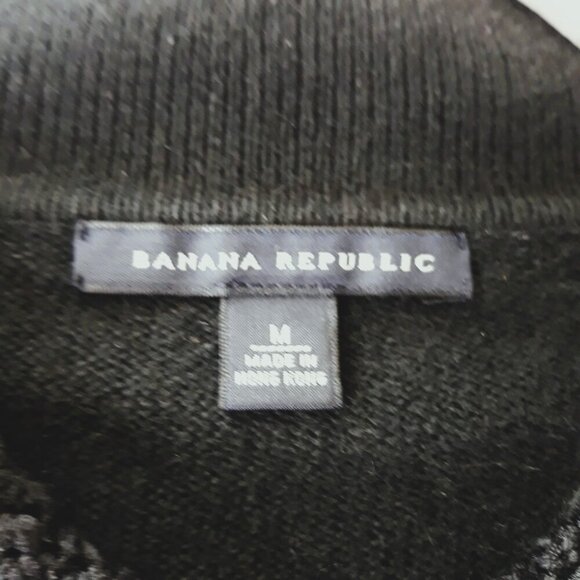 BANANA REPUBLIC
M
MADE IN
HONG KONG